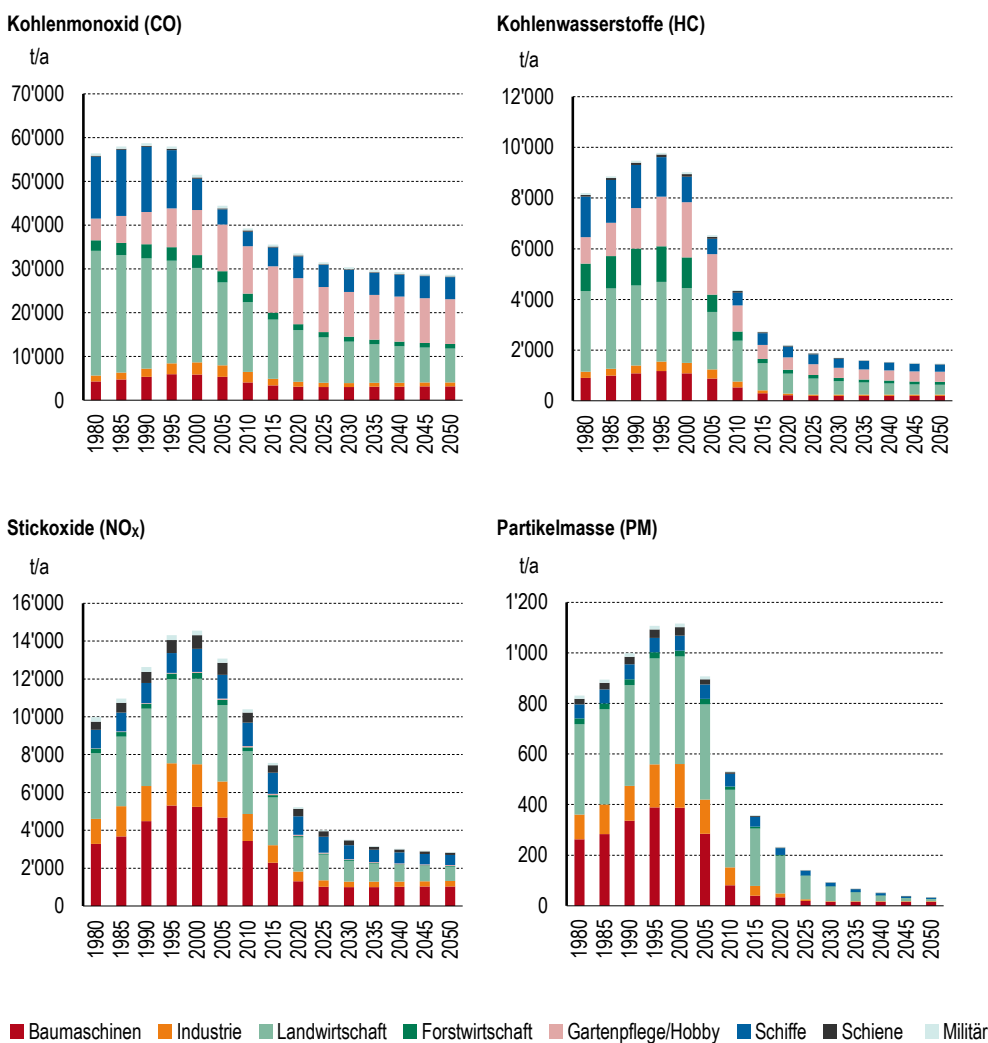 Kohlenmonoxid (CO)
t/a
70'000
60'000
50'000
40'000
30'000
20'000
10'000
0
1980 1985 1990 1995 2000 2005 2010 2015 2020 2025 2030 2035 2040 2045 2050
Kohlenwasserstoffe (HC)
t/a
12'000
10'000
8'000
6'000
4'000
2'000
0
1980 1985 1990 1995 2000 2005 2010 2015 2020 2025 2030 2035 2040 2045 2050
Stickoxide (NOX)
t/a
16'000
14'000
12'000
10'000
8'000
6'000
4'000
2'000
0
1980 1985 1990 1995 2000 2005 2010 2015 2020 2025 2030 2035 2040 2045 2050
Partikelmasse (PM)
t/a
1'200
1'000
800
600
400
200
0
1980 1985 1990 1995 2000 2005 2010 2015 2020 2025 2030 2035 2040 2045 2050
Baumaschinen Industrie Landwirtschaft Forstwirtschaft Gartenpflege/Hobby Schiffe Schiene Militär